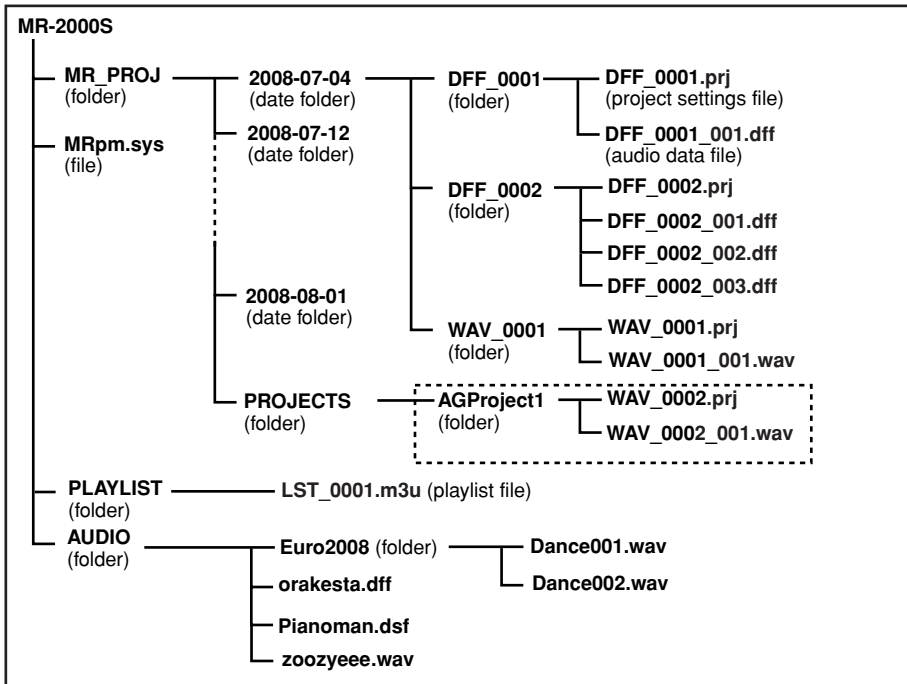 MR-2000S
MR_PROJ
(folder)
2008-07-04
(date folder)
DFF_0001
(folder)
DFF_0001.prj
(project settings file)
DFF_0001_001.dff
(audio data file)
2008-07-12
(date folder)
MRpm.sys
(file)
DFF_0002
(folder)
DFF_0002.prj
DFF_0002_001.dff
DFF_0002_002.dff
DFF_0002_003.dff
2008-08-01
(date folder)
WAV_0001
(folder)
WAV_0001.prj
WAV_0001_001.wav
PROJECTS
(folder)
AGProject1
(folder)
WAV_0002.prj
WAV_0002_001.wav
PLAYLIST
(folder)
LST_0001.m3u (playlist file)
AUDIO
(folder)
Euro2008 (folder)
Dance001.wav
Dance002.wav
orakesta.dff
Pianoman.dsf
zoozyeee.wav